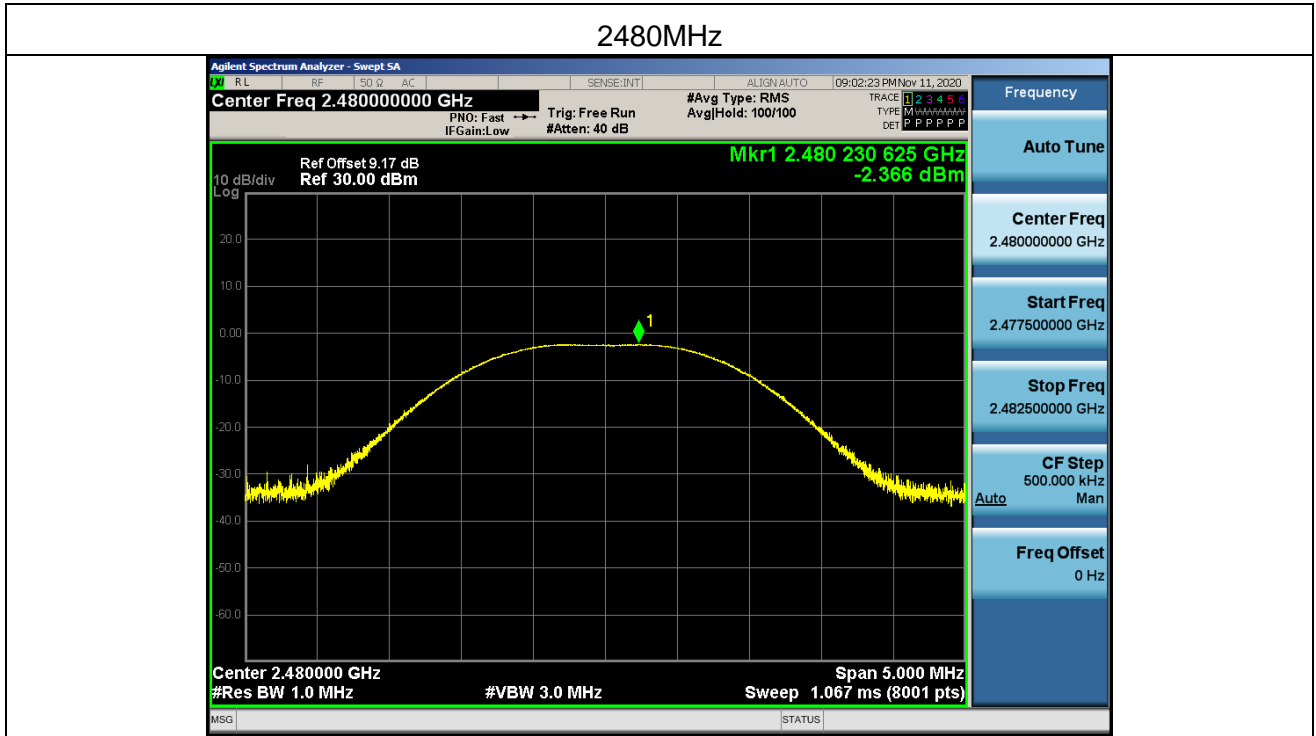 2480MHz
Agilent Spectrum Analyzer - Swept SA
LXI RL RF 50 Ω AC SENSE:INT ALIGN AUTO 09:02:23 PM Nov 11, 2020
Center Freq 2.480000000 GHz
PNO: Fast
IFGain:Low
Trig: Free Run
#Atten: 40 dB
#Avg Type: RMS
Avg|Hold: 100/100
TRACE 1 2 3 4 5 6
TYPE M WWWWW
DET P P P P P P
Mkr1 2.480 230 625 GHz
-2.366 dBm
Ref Offset 9.17 dB
10 dB/div Ref 30.00 dBm
Log
20.0
10.0
0.00
-10.0
-20.0
-30.0
-40.0
-50.0
-60.0
1
Center 2.480000 GHz Span 5.000 MHz
#Res BW 1.0 MHz #VBW 3.0 MHz Sweep 1.067 ms (8001 pts)
MSG STATUS
Frequency
Auto Tune
Center Freq
2.480000000 GHz
Start Freq
2.477500000 GHz
Stop Freq
2.482500000 GHz
CF Step
500.000 kHz
Auto Man
Freq Offset
0 Hz